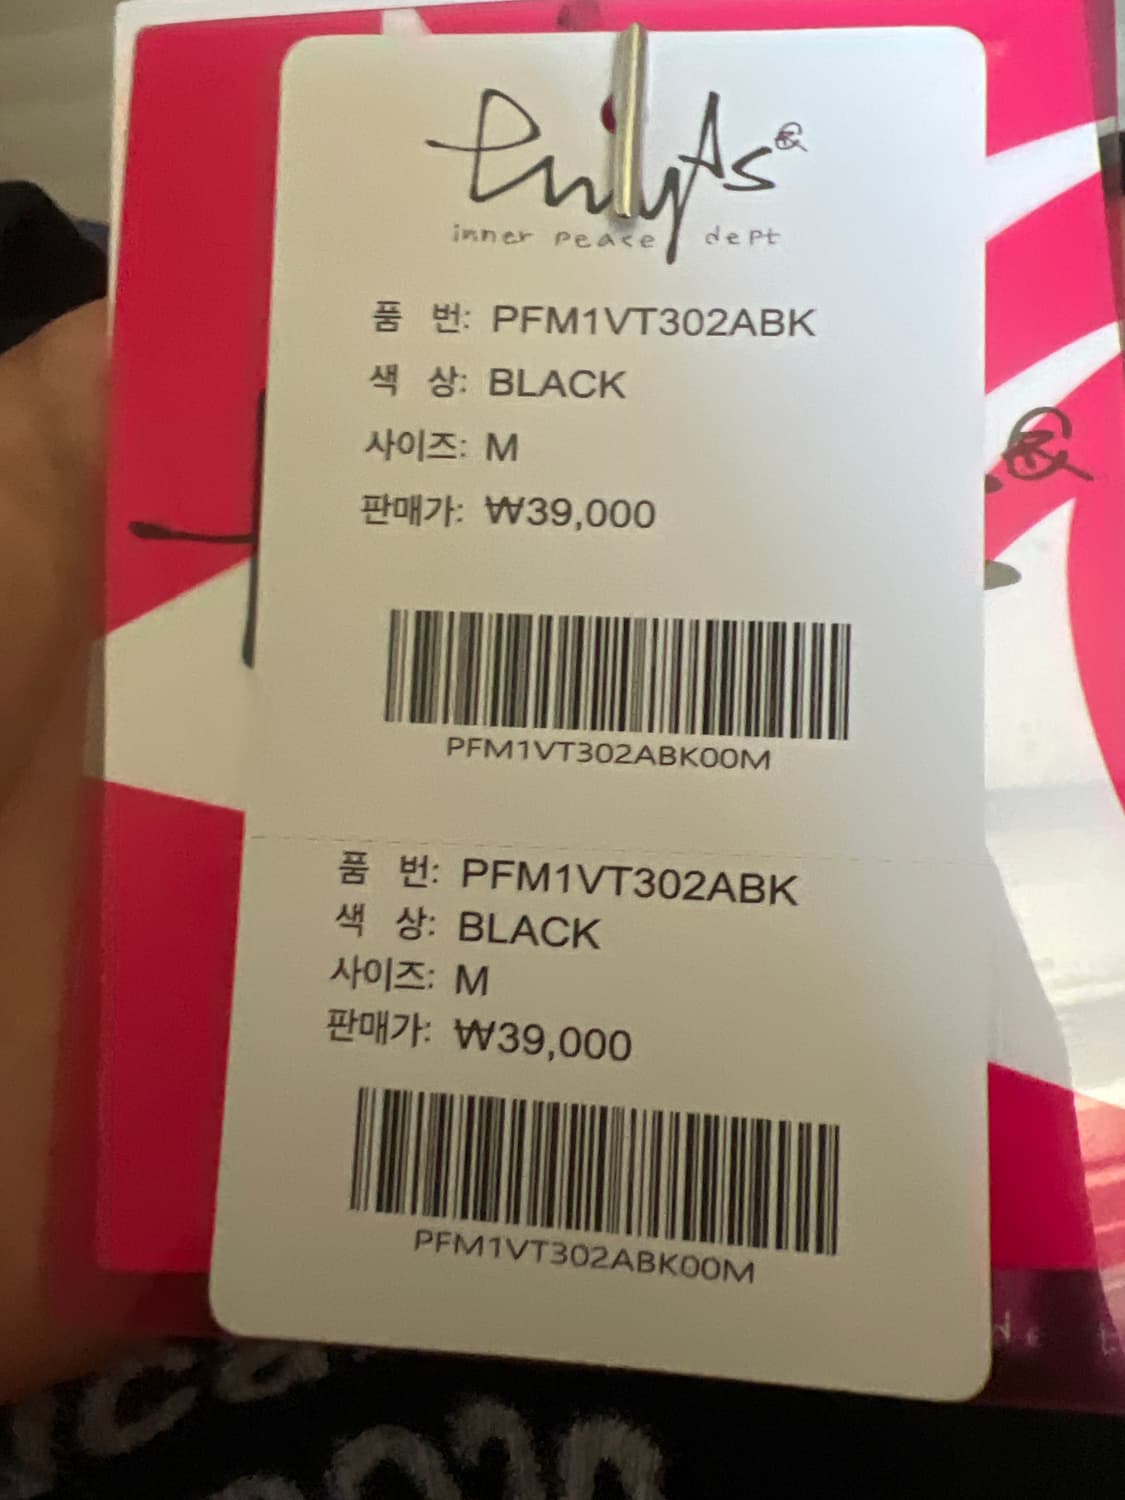 inner peace dept
품 번: PFM1VT302ABK
색 상: BLACK
사이즈: M
판매가: ₩39,000
PFM1VT302ABK00M
품 번: PFM1VT302ABK
색 상: BLACK
사이즈: M
판매가: ₩39,000
PFM1VT302ABK00M